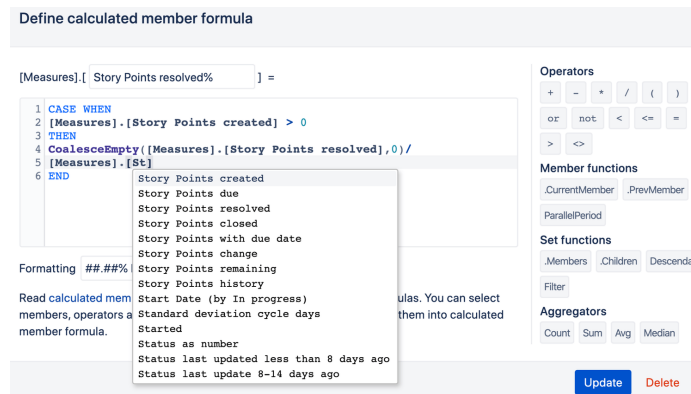 Define calculated member formula
[Measures].[ Story Points resolved% ] =
1 CASE WHEN
2 [Measures].[Story Points created] > 0
3 THEN
4 CoalesceEmpty([Measures].[Story Points resolved],0)/
5 [Measures].[St]
6 END
Story Points created
Story Points due
Story Points resolved
Story Points closed
Story Points with due date
Story Points change
Story Points remaining
Story Points history
Start Date (by In progress)
Standard deviation cycle days
Started
Status as number
Status last updated less than 8 days ago
Status last update 8-14 days ago
Formatting ##.##%
Read calculated mem ulas. You can select
members, operators a them into calculated
member formula.
Operators
+ - * / ( )
or not < <= =
> <>
Member functions
.CurrentMember .PrevMember
ParallelPeriod
Set functions
.Members .Children Descenda
Filter
Aggregators
Count Sum Avg Median
Update Delete